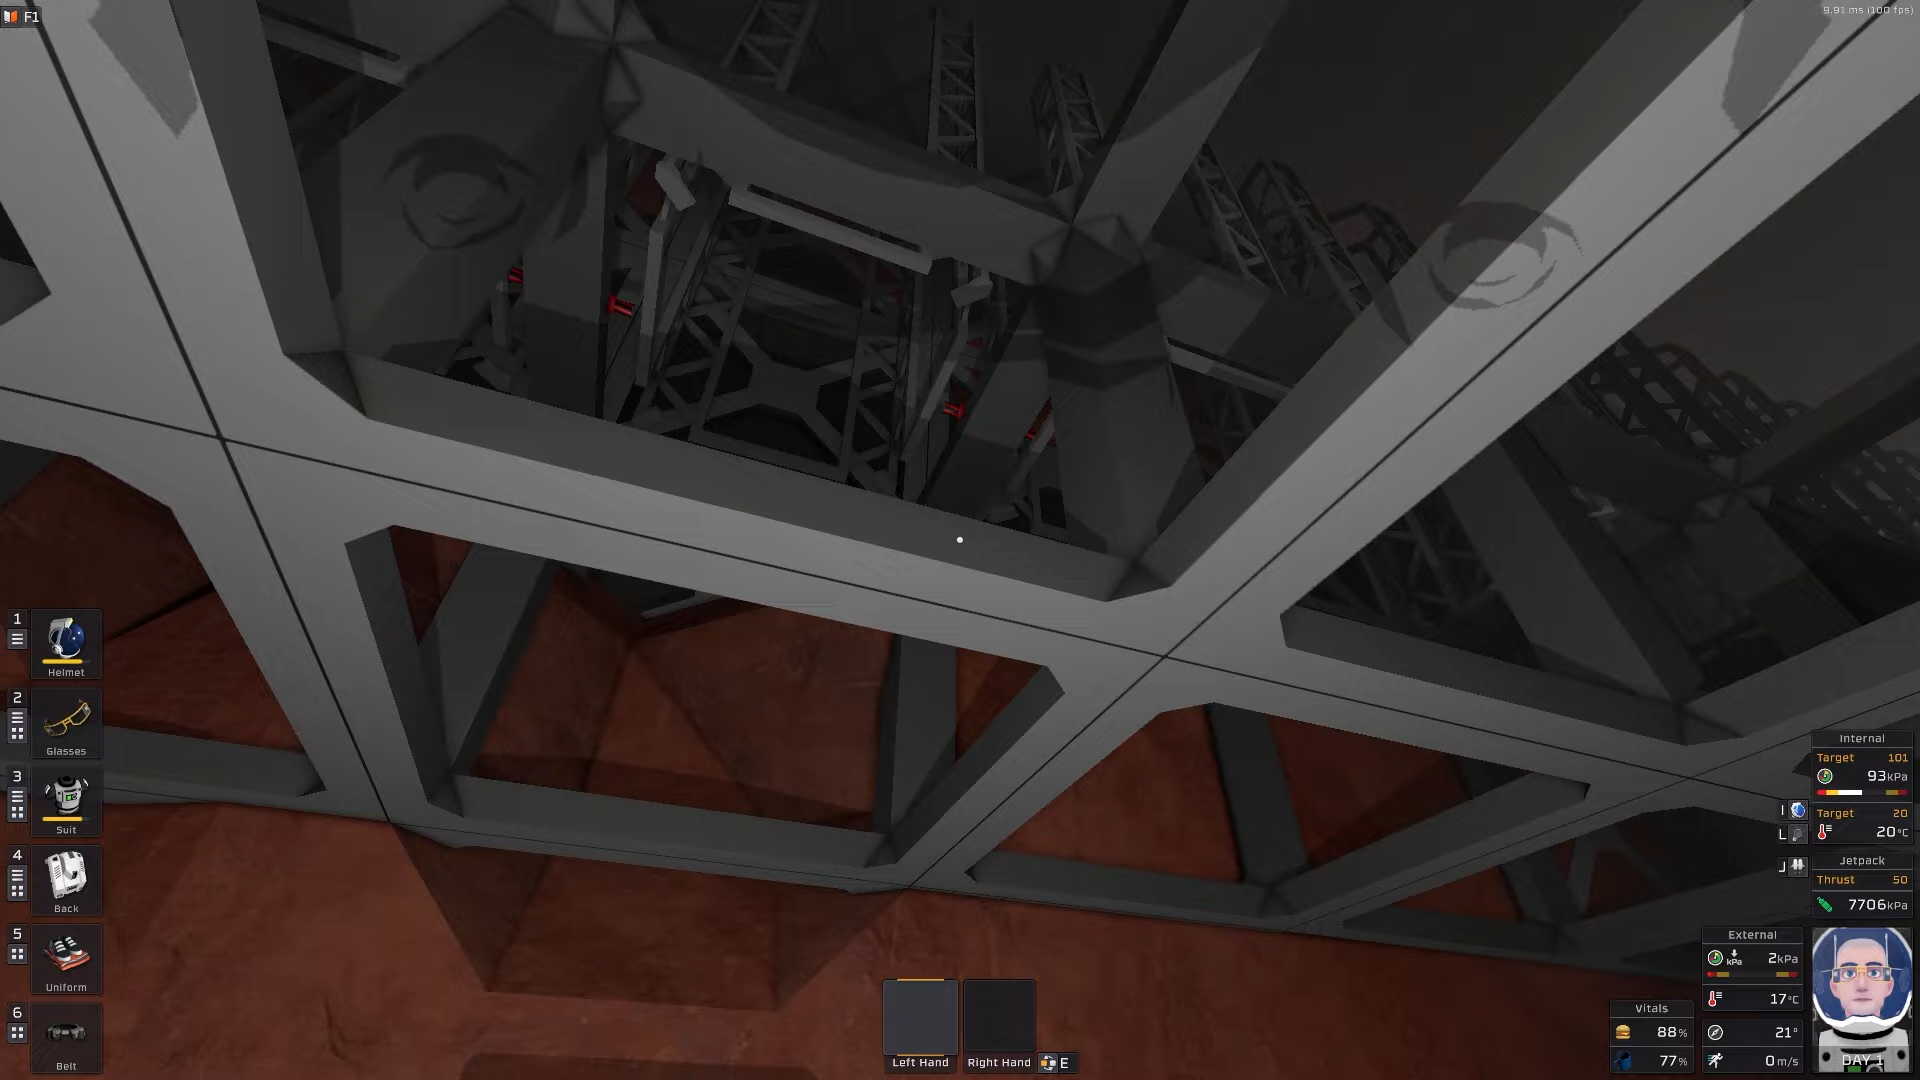 F1
9.91 ms (100 fps)
1
Helmet
2
Glasses
3
Suit
4
Back
5
Uniform
6
Belt
Left Hand
Right Hand
E
Internal
Target 101
93kPa
I
Target 20
L
20°C
Jetpack
J
Thrust 50
7706kPa
External
kPa 2kPa
17°C
Vitals
88%
21°
77%
0m/s
DAY 1